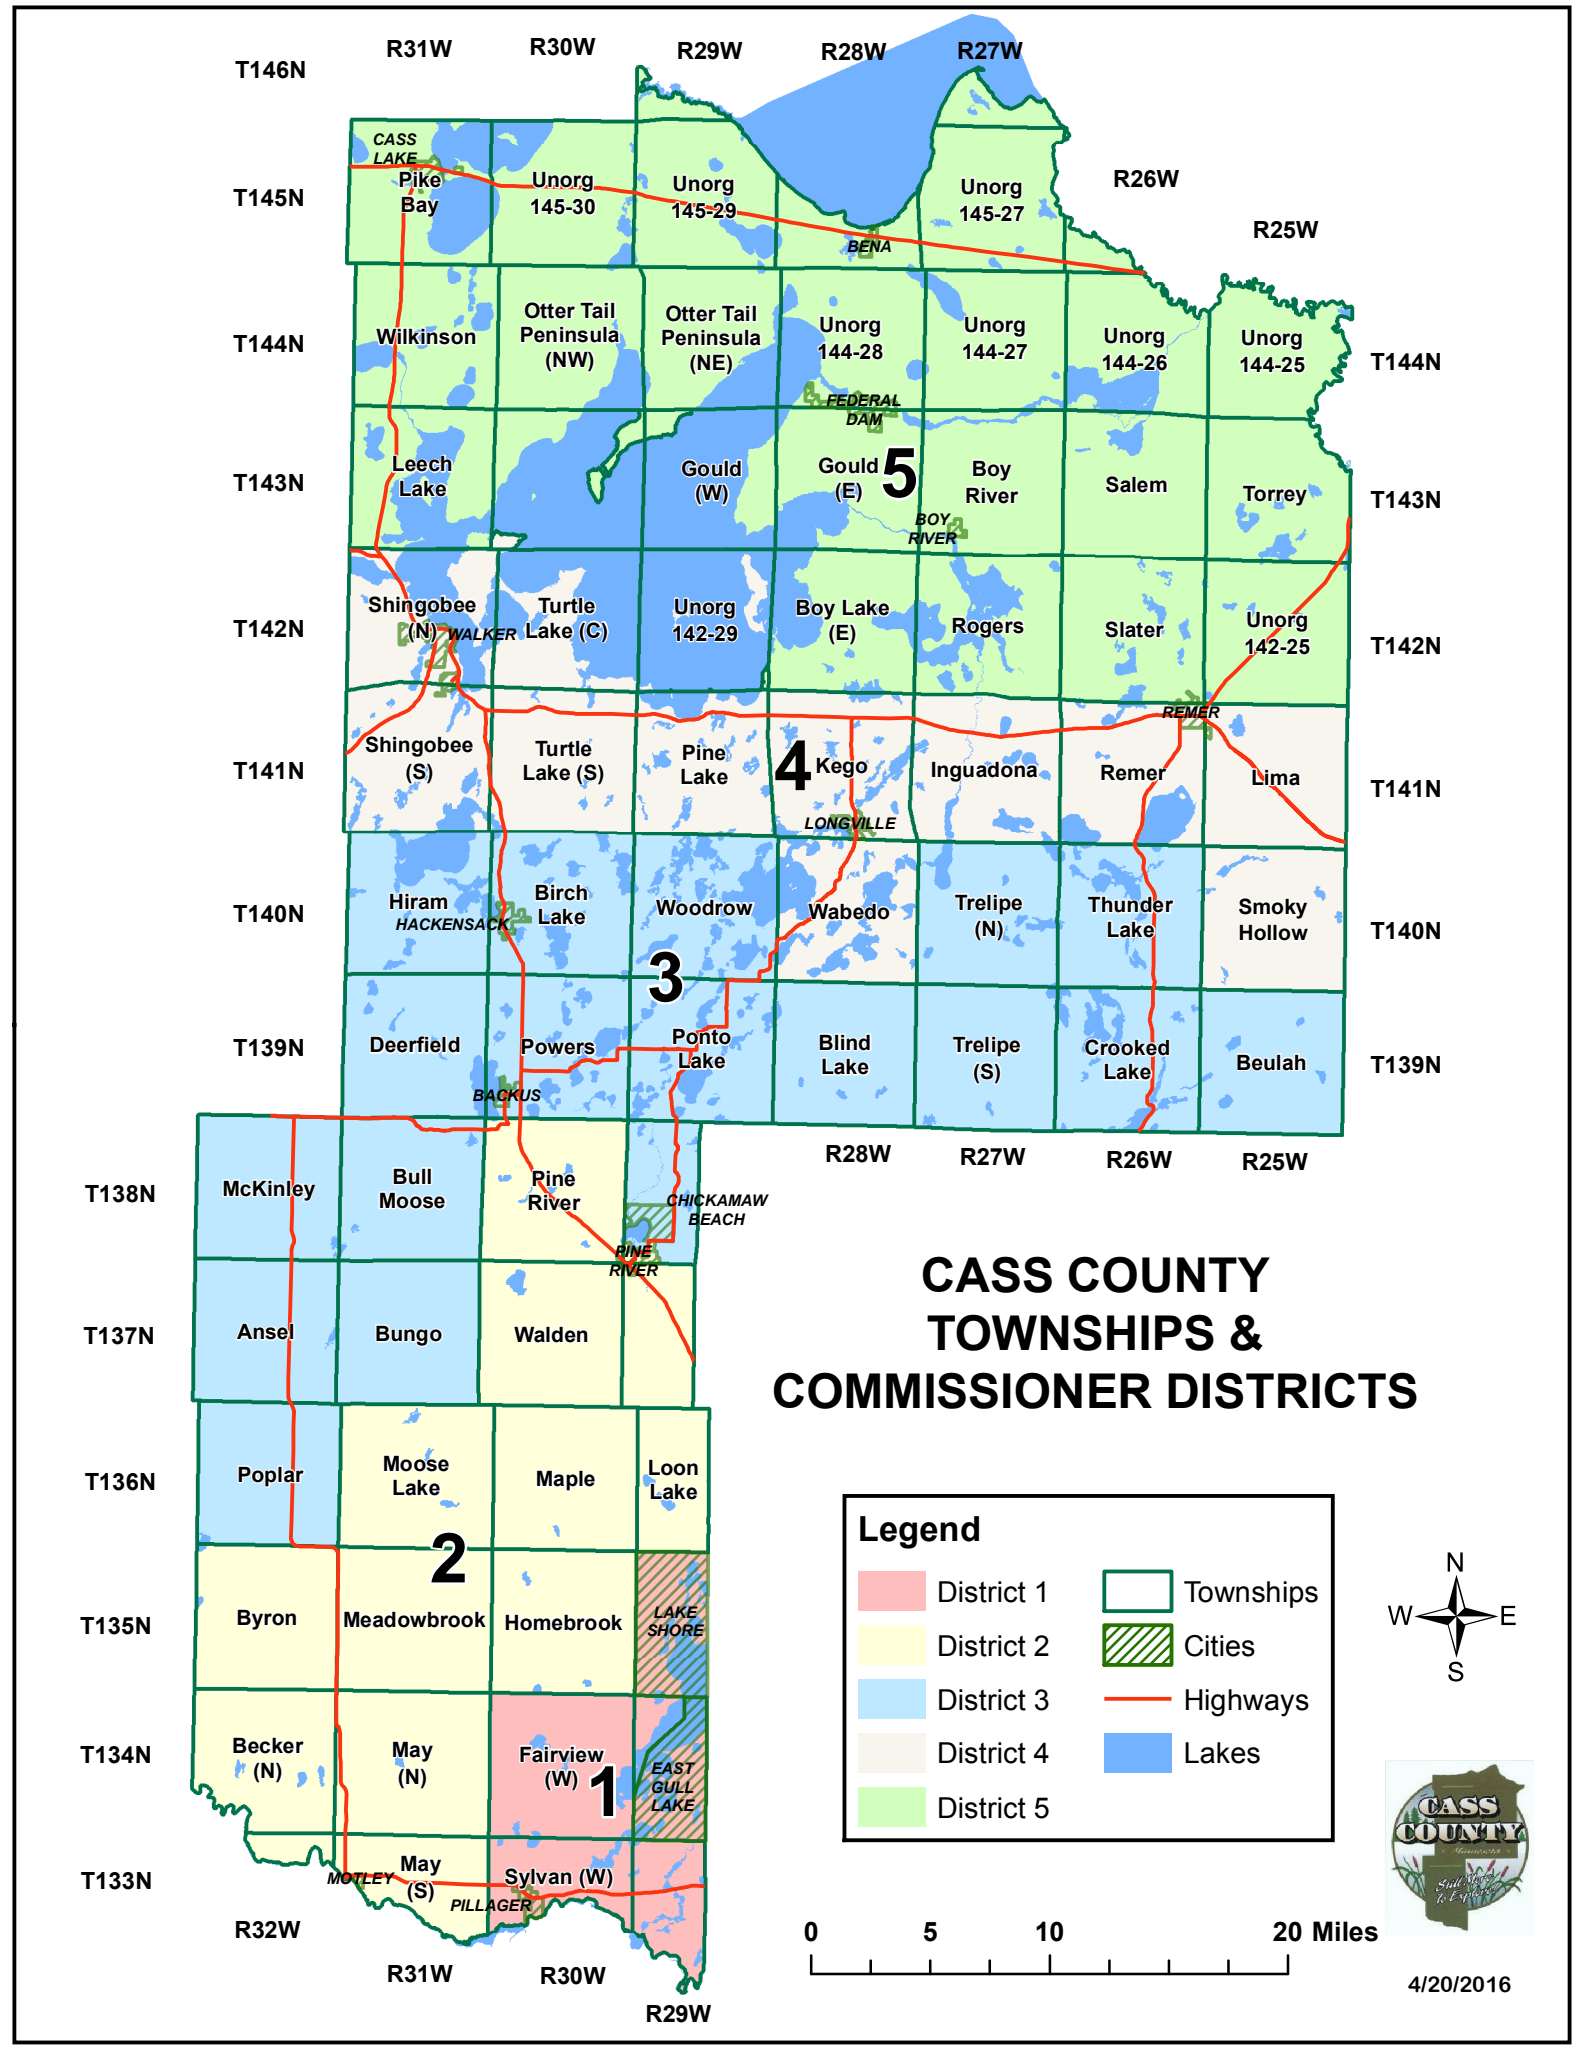 R31W
R30W
R29W
R28W
R27W
T146N
CASS
LAKE
Pike
Bay
Unorg
145-30
Unorg
145-29
Unorg
145-27
R26W
T145N
R25W
BENA
Wilkinson
Otter Tail
Peninsula
(NW)
Otter Tail
Peninsula
(NE)
Unorg
144-28
Unorg
144-27
Unorg
144-26
Unorg
144-25
T144N
T144N
FEDERAL
DAM
Leech
Lake
Gould
(W)
Gould
(E)
5
Boy
River
Salem
Torrey
T143N
T143N
BOY
RIVER
Shingobee
(N)
WALKER
Turtle
Lake (C)
Unorg
142-29
Boy Lake
(E)
Rogers
Slater
Unorg
142-25
T142N
T142N
REMER
Shingobee
(S)
Turtle
Lake (S)
Pine
Lake
4
Kego
Inguadona
Remer
Lima
T141N
T141N
LONGVILLE
Hiram
HACKENSACK
Birch
Lake
Woodrow
Wabedo
Trelipe
(N)
Thunder
Lake
Smoky
Hollow
T140N
T140N
3
Deerfield
Powers
Ponto
Lake
Blind
Lake
Trelipe
(S)
Crooked
Lake
Beulah
T139N
T139N
BACKUS
R28W
R27W
R26W
R25W
McKinley
Bull
Moose
Pine
River
T138N
CHICKAMAW
BEACH
PINE
RIVER
CASS COUNTY
TOWNSHIPS &
COMMISSIONER DISTRICTS
T137N
Ansel
Bungo
Walden
T136N
Poplar
Moose
Lake
Maple
Loon
Lake
2
T135N
Byron
Meadowbrook
Homebrook
LAKE
SHORE
T134N
Becker
(N)
May
(N)
Fairview
(W)
1
EAST
GULL
LAKE
T133N
MOTLEY
May
(S)
PILLAGER
Sylvan (W)
R32W
R31W
R30W
R29W
Legend
District 1
District 2
District 3
District 4
District 5
Townships
Cities
Highways
Lakes
N
W
E
S
0
5
10
20 Miles
CASS
COUNTY
Minnesota
Still More
to Explore!
4/20/2016